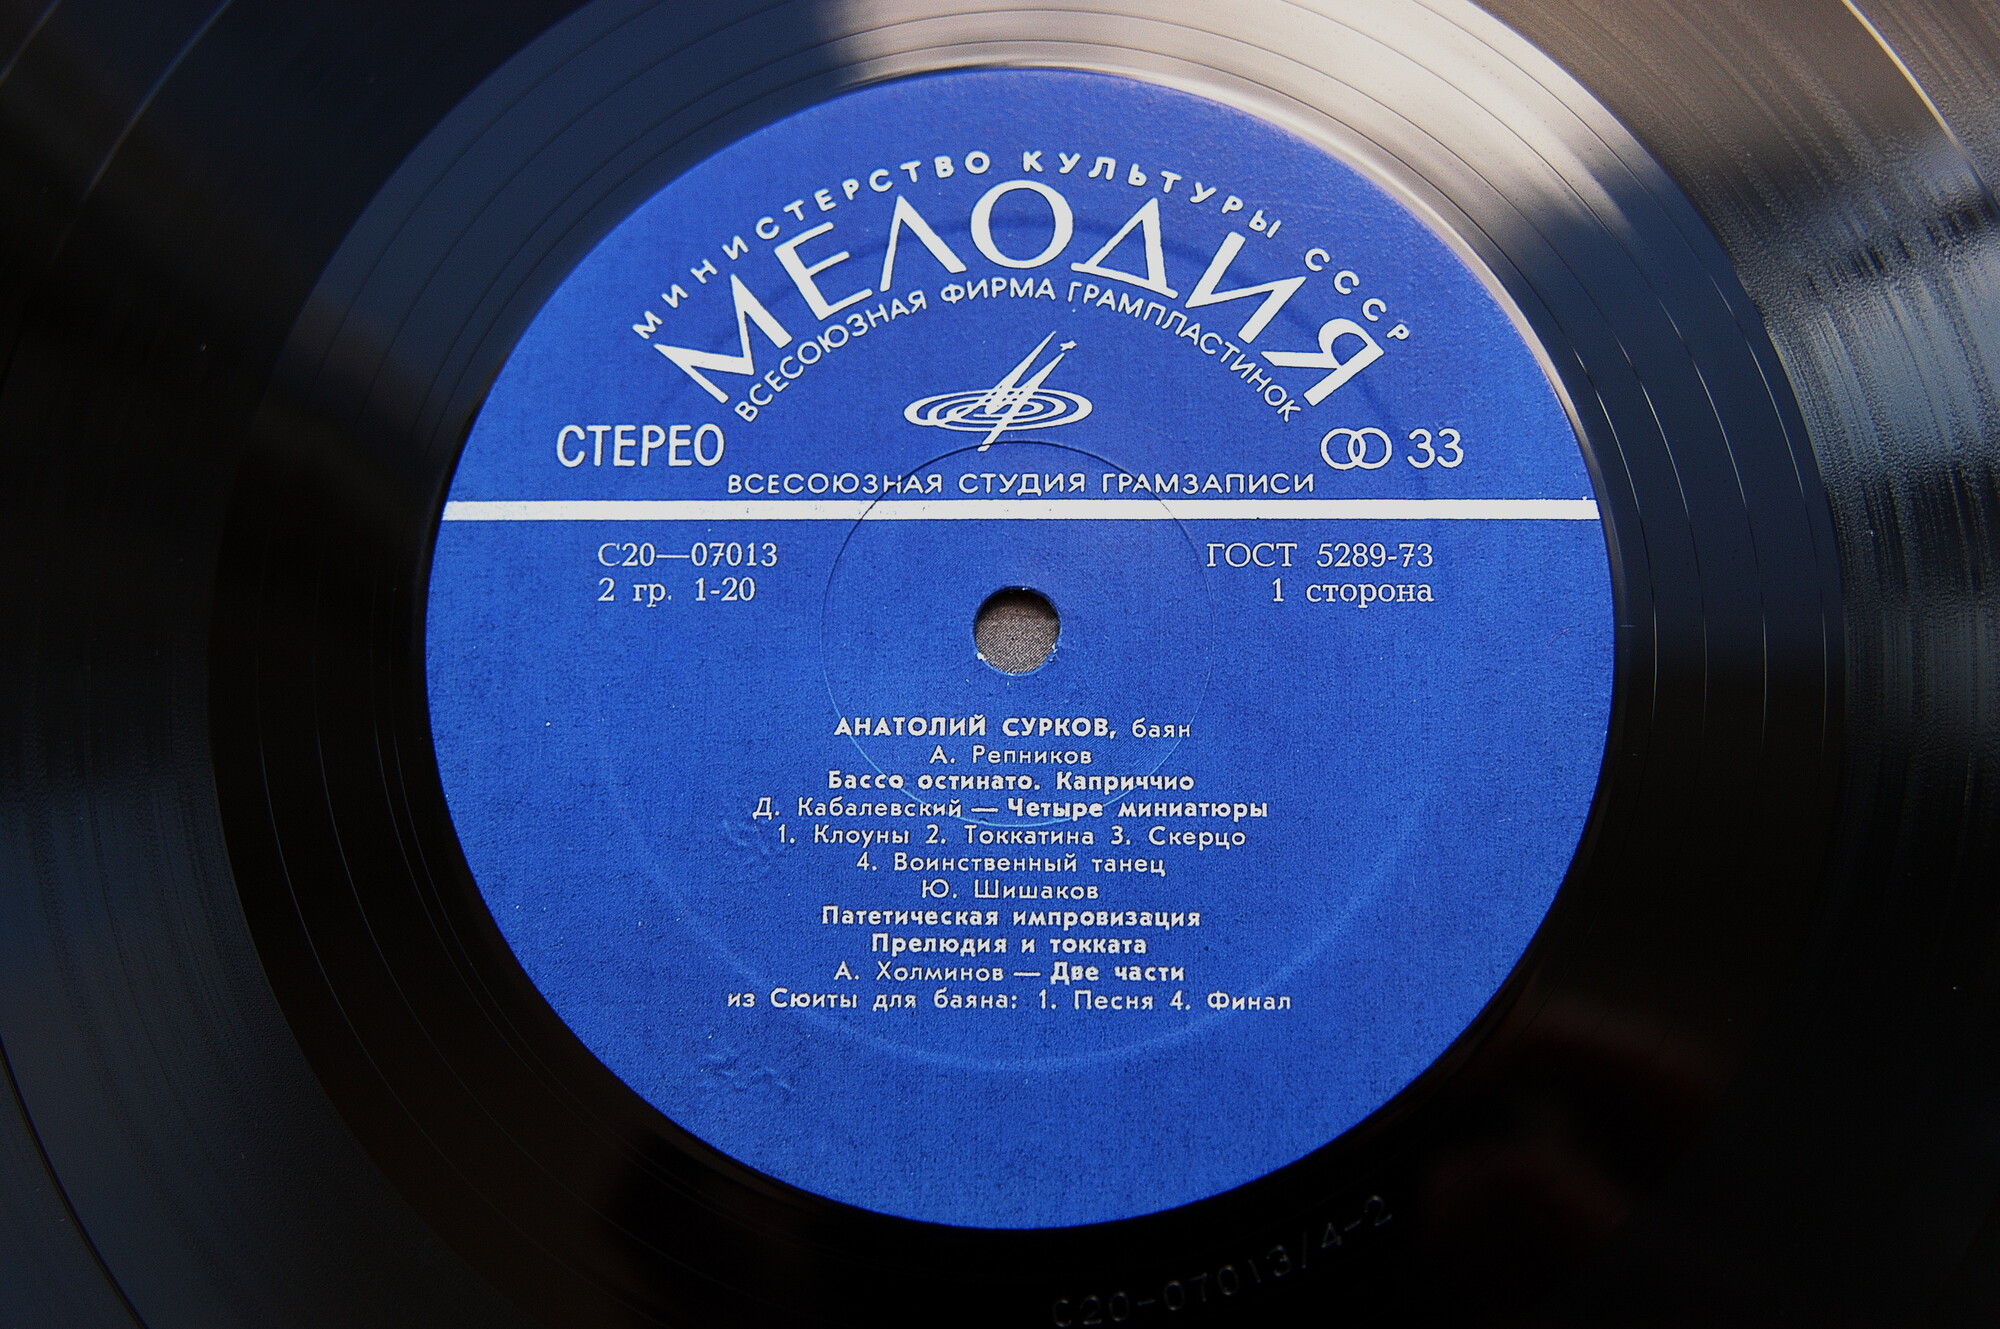 МИНИСТЕРСТВО КУЛЬТУРЫ СССР
МЕЛОДИЯ
ВСЕСОЮЗНАЯ ФИРМА ГРАМПЛАСТИНОК
СТЕРЕО
33
ВСЕСОЮЗНАЯ СТУДИЯ ГРАМЗАПИСИ
С20—07013
ГОСТ 5289-73
2 гр. 1-20
1 сторона
АНАТОЛИЙ СУРКОВ, баян
А. Репников
Бассо остинато. Каприччио
Д. Кабалевский — Четыре миниатюры
1. Клоуны 2. Токкатина 3. Скерцо
4. Воинственный танец
Ю. Шишаков
Патетическая импровизация
Прелюдия и токката
А. Холминов — Две части
из Сюиты для баяна: 1. Песня 4. Финал
С20-07013/4-2